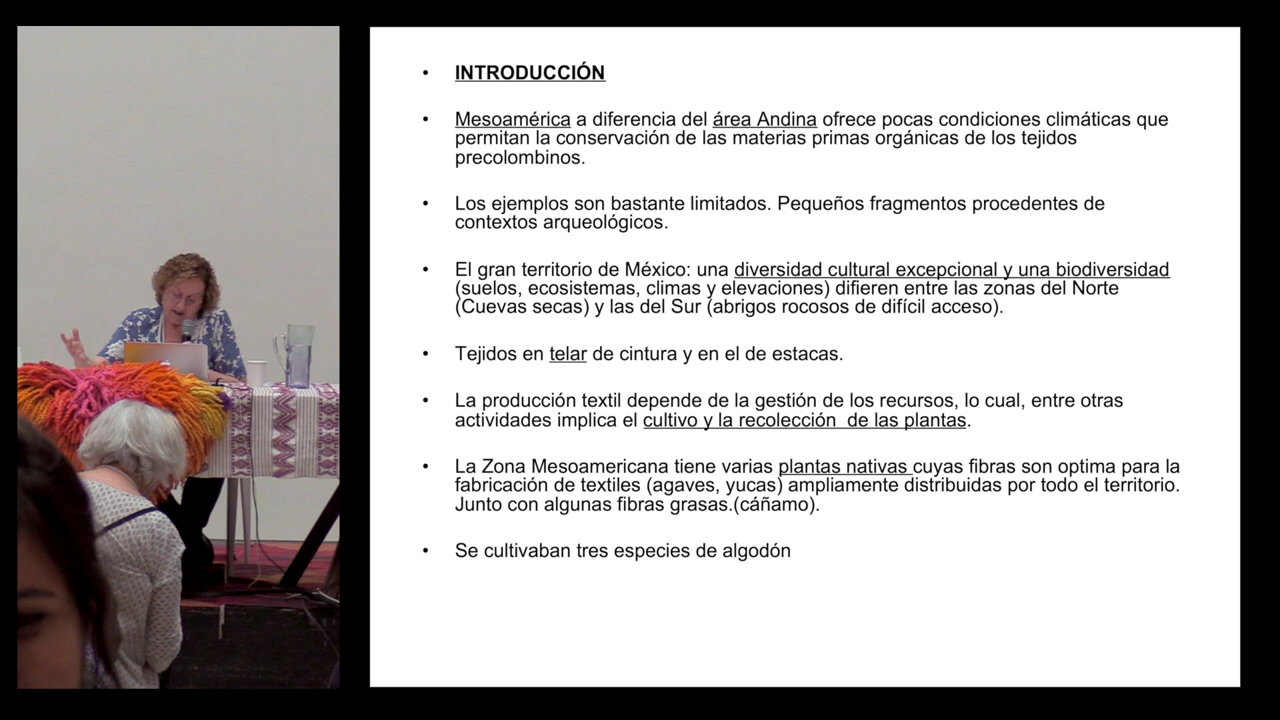 • INTRODUCCIÓN
• Mesoamérica a diferencia del área Andina ofrece pocas condiciones climáticas que
permitan la conservación de las materias primas orgánicas de los tejidos
precolombinos.
• Los ejemplos son bastante limitados. Pequeños fragmentos procedentes de
contextos arqueológicos.
• El gran territorio de México: una diversidad cultural excepcional y una biodiversidad
(suelos, ecosistemas, climas y elevaciones) difieren entre las zonas del Norte
(Cuevas secas) y las del Sur (abrigos rocosos de difícil acceso).
• Tejidos en telar de cintura y en el de estacas.
• La producción textil depende de la gestión de los recursos, lo cual, entre otras
actividades implica el cultivo y la recolección  de las plantas.
• La Zona Mesoamericana tiene varias plantas nativas cuyas fibras son optima para la
fabricación de textiles (agaves, yucas) ampliamente distribuidas por todo el territorio.
Junto con algunas fibras grasas.(cáñamo).
• Se cultivaban tres especies de algodón